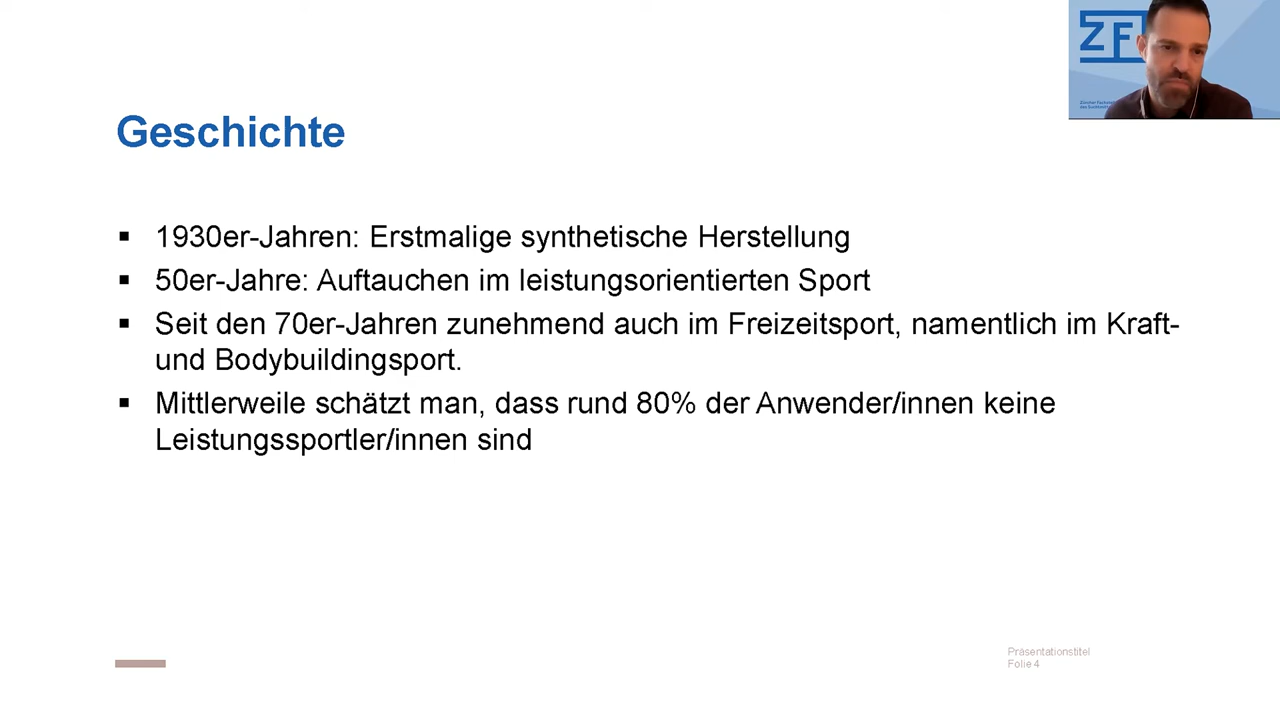 ZF
Geschichte
▪ 1930er-Jahren: Erstmalige synthetische Herstellung
▪ 50er-Jahre: Auftauchen im leistungsorientierten Sport
▪ Seit den 70er-Jahren zunehmend auch im Freizeitsport, namentlich im Kraft-
und Bodybuildingsport.
▪ Mittlerweile schätzt man, dass rund 80% der Anwender/innen keine
Leistungssportler/innen sind
Präsentationstitel
Folie 4